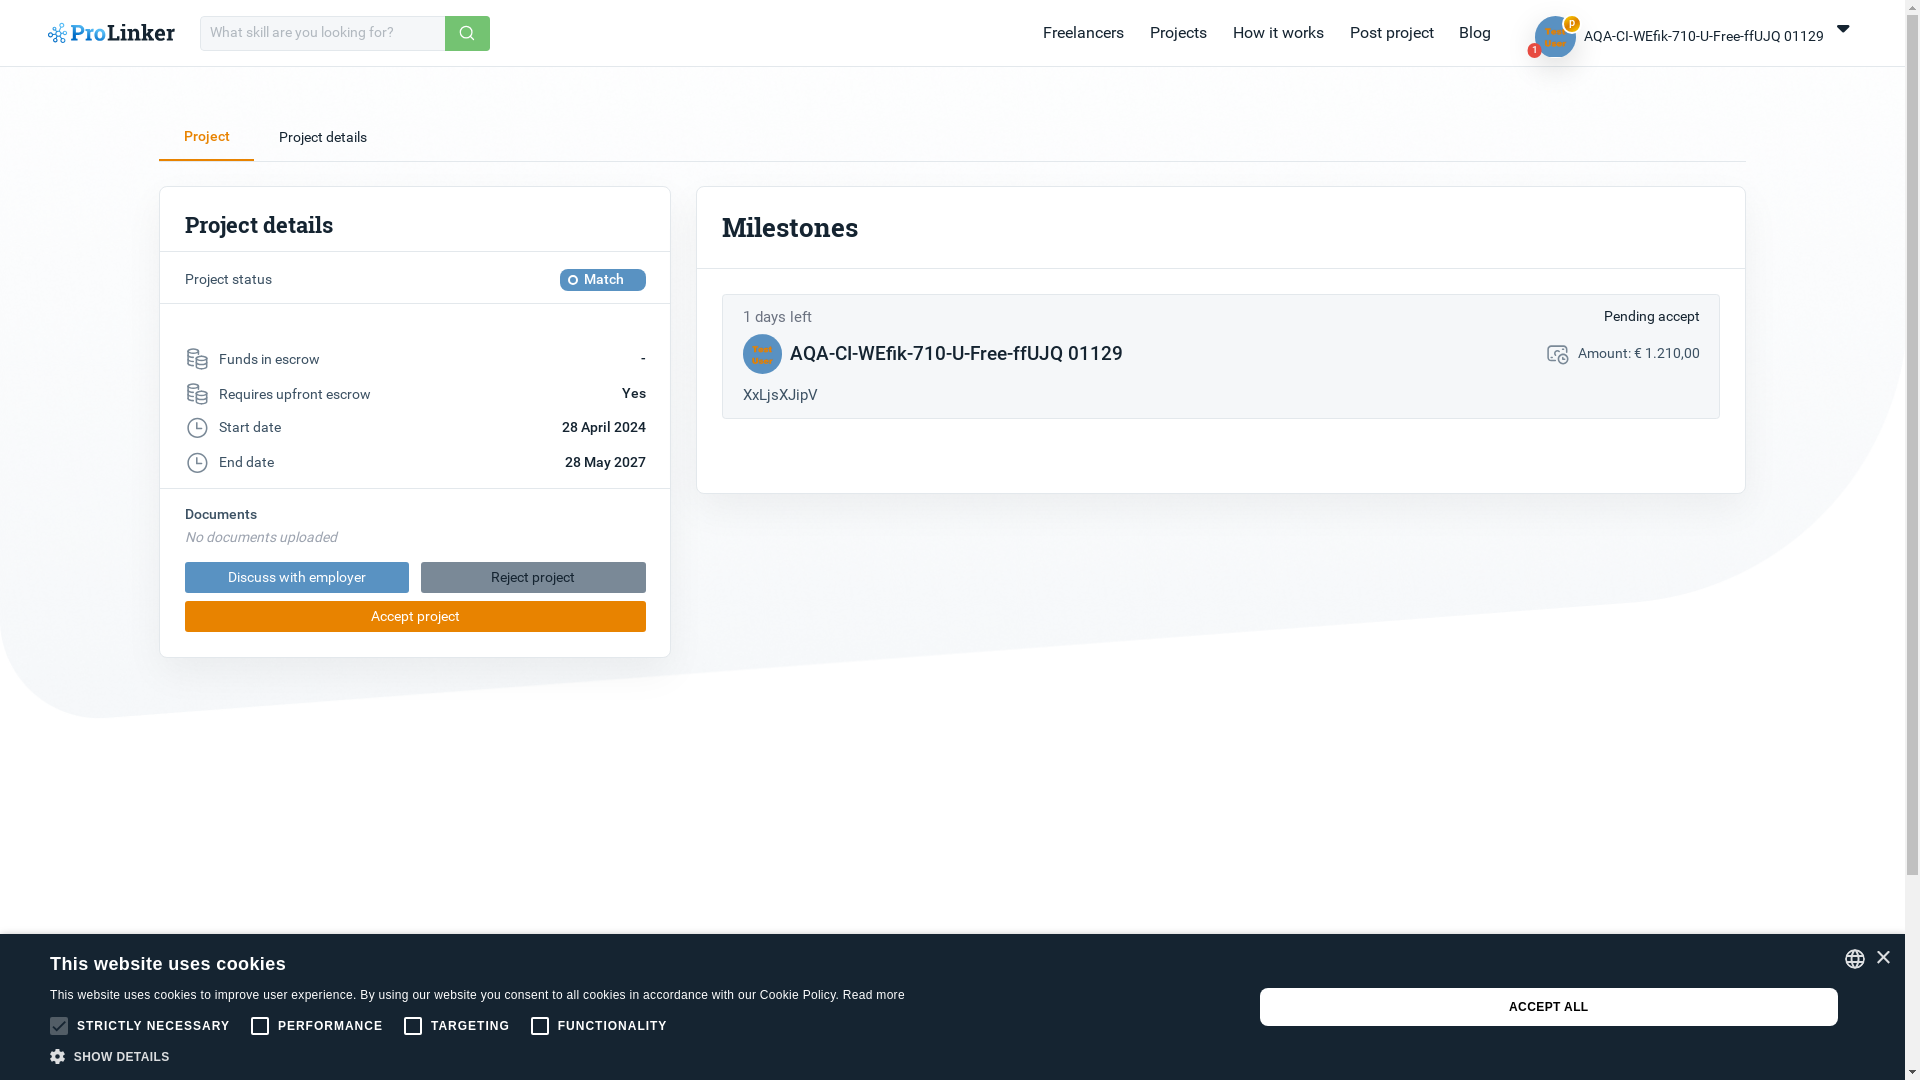 ProLinker
What skill are you looking for?
Freelancers
Projects
How it works
Post project
Blog
P
1
AQA-CI-WEfik-710-U-Free-ffUJQ 01129
Project
Project details
Project details
Project status
Match
Funds in escrow
-
Requires upfront escrow
Yes
Start date
28 April 2024
End date
28 May 2027
Documents
No documents uploaded
Discuss with employer
Reject project
Accept project
Milestones
1 days left
Pending accept
Test
User
AQA-CI-WEfik-710-U-Free-ffUJQ 01129
Amount: € 1.210,00
XxLjsXJipV
This website uses cookies
This website uses cookies to improve user experience. By using our website you consent to all cookies in accordance with our Cookie Policy. Read more
STRICTLY NECESSARY
PERFORMANCE
TARGETING
FUNCTIONALITY
SHOW DETAILS
ACCEPT ALL